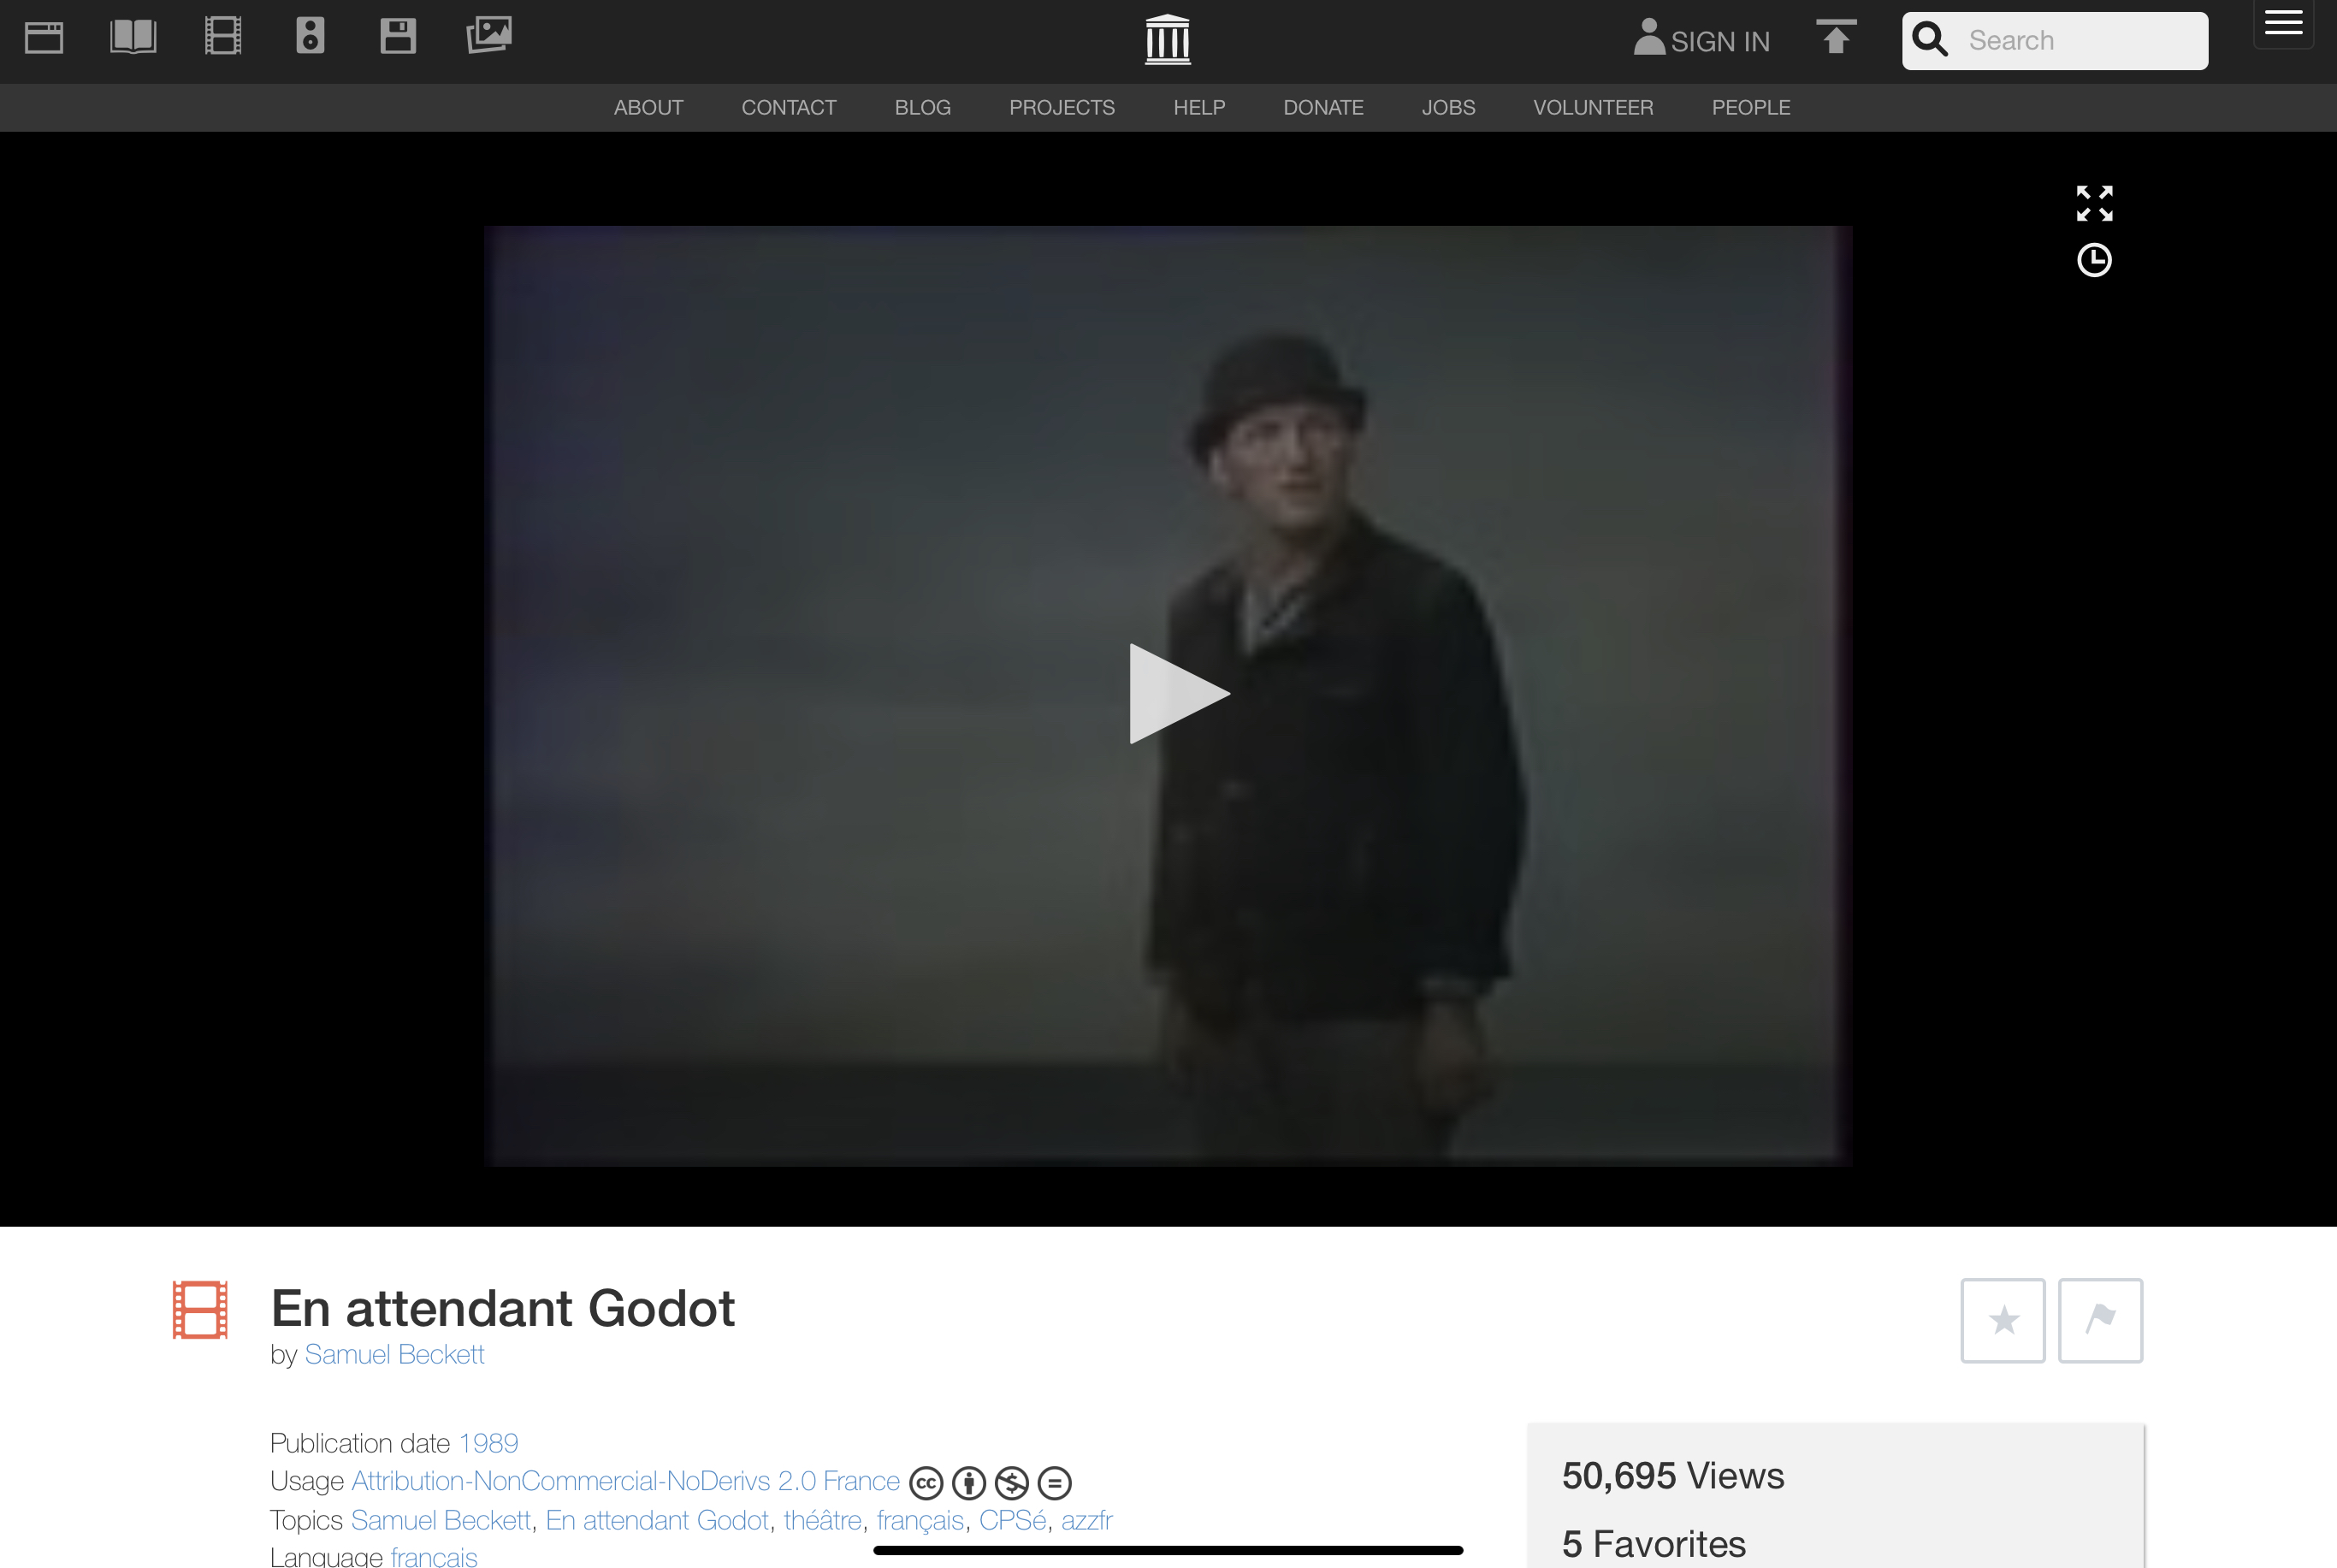 SIGN IN
Search
ABOUT CONTACT BLOG PROJECTS HELP DONATE JOBS VOLUNTEER PEOPLE
En attendant Godot
by Samuel Beckett
Publication date 1989
Usage Attribution-NonCommercial-NoDerivs 2.0 France cc
Topics Samuel Beckett, En attendant Godot, théâtre, français, CPSé, azzfr
Language français
50,695 Views
5 Favorites